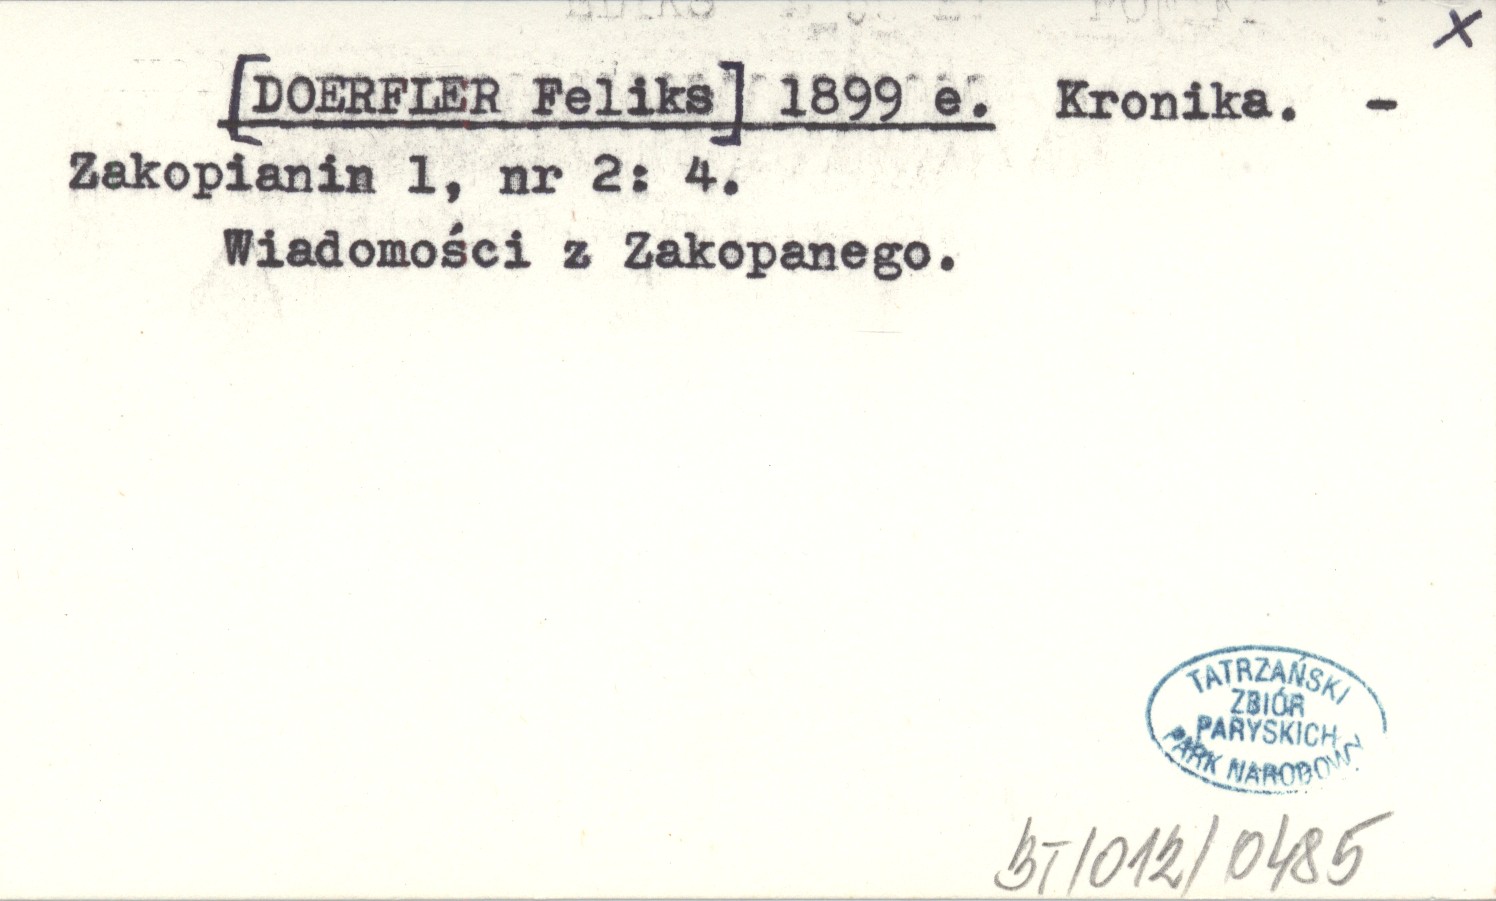 x
[DOERFLER Feliks] 1899 e. Kronika. -
Zakopianin 1, nr 2: 4.
Wiadomości z Zakopanego.
TATRZAŃSKI
ZBIÓR
PARYSKICH
PARK NARODOWY
BT/012/0485